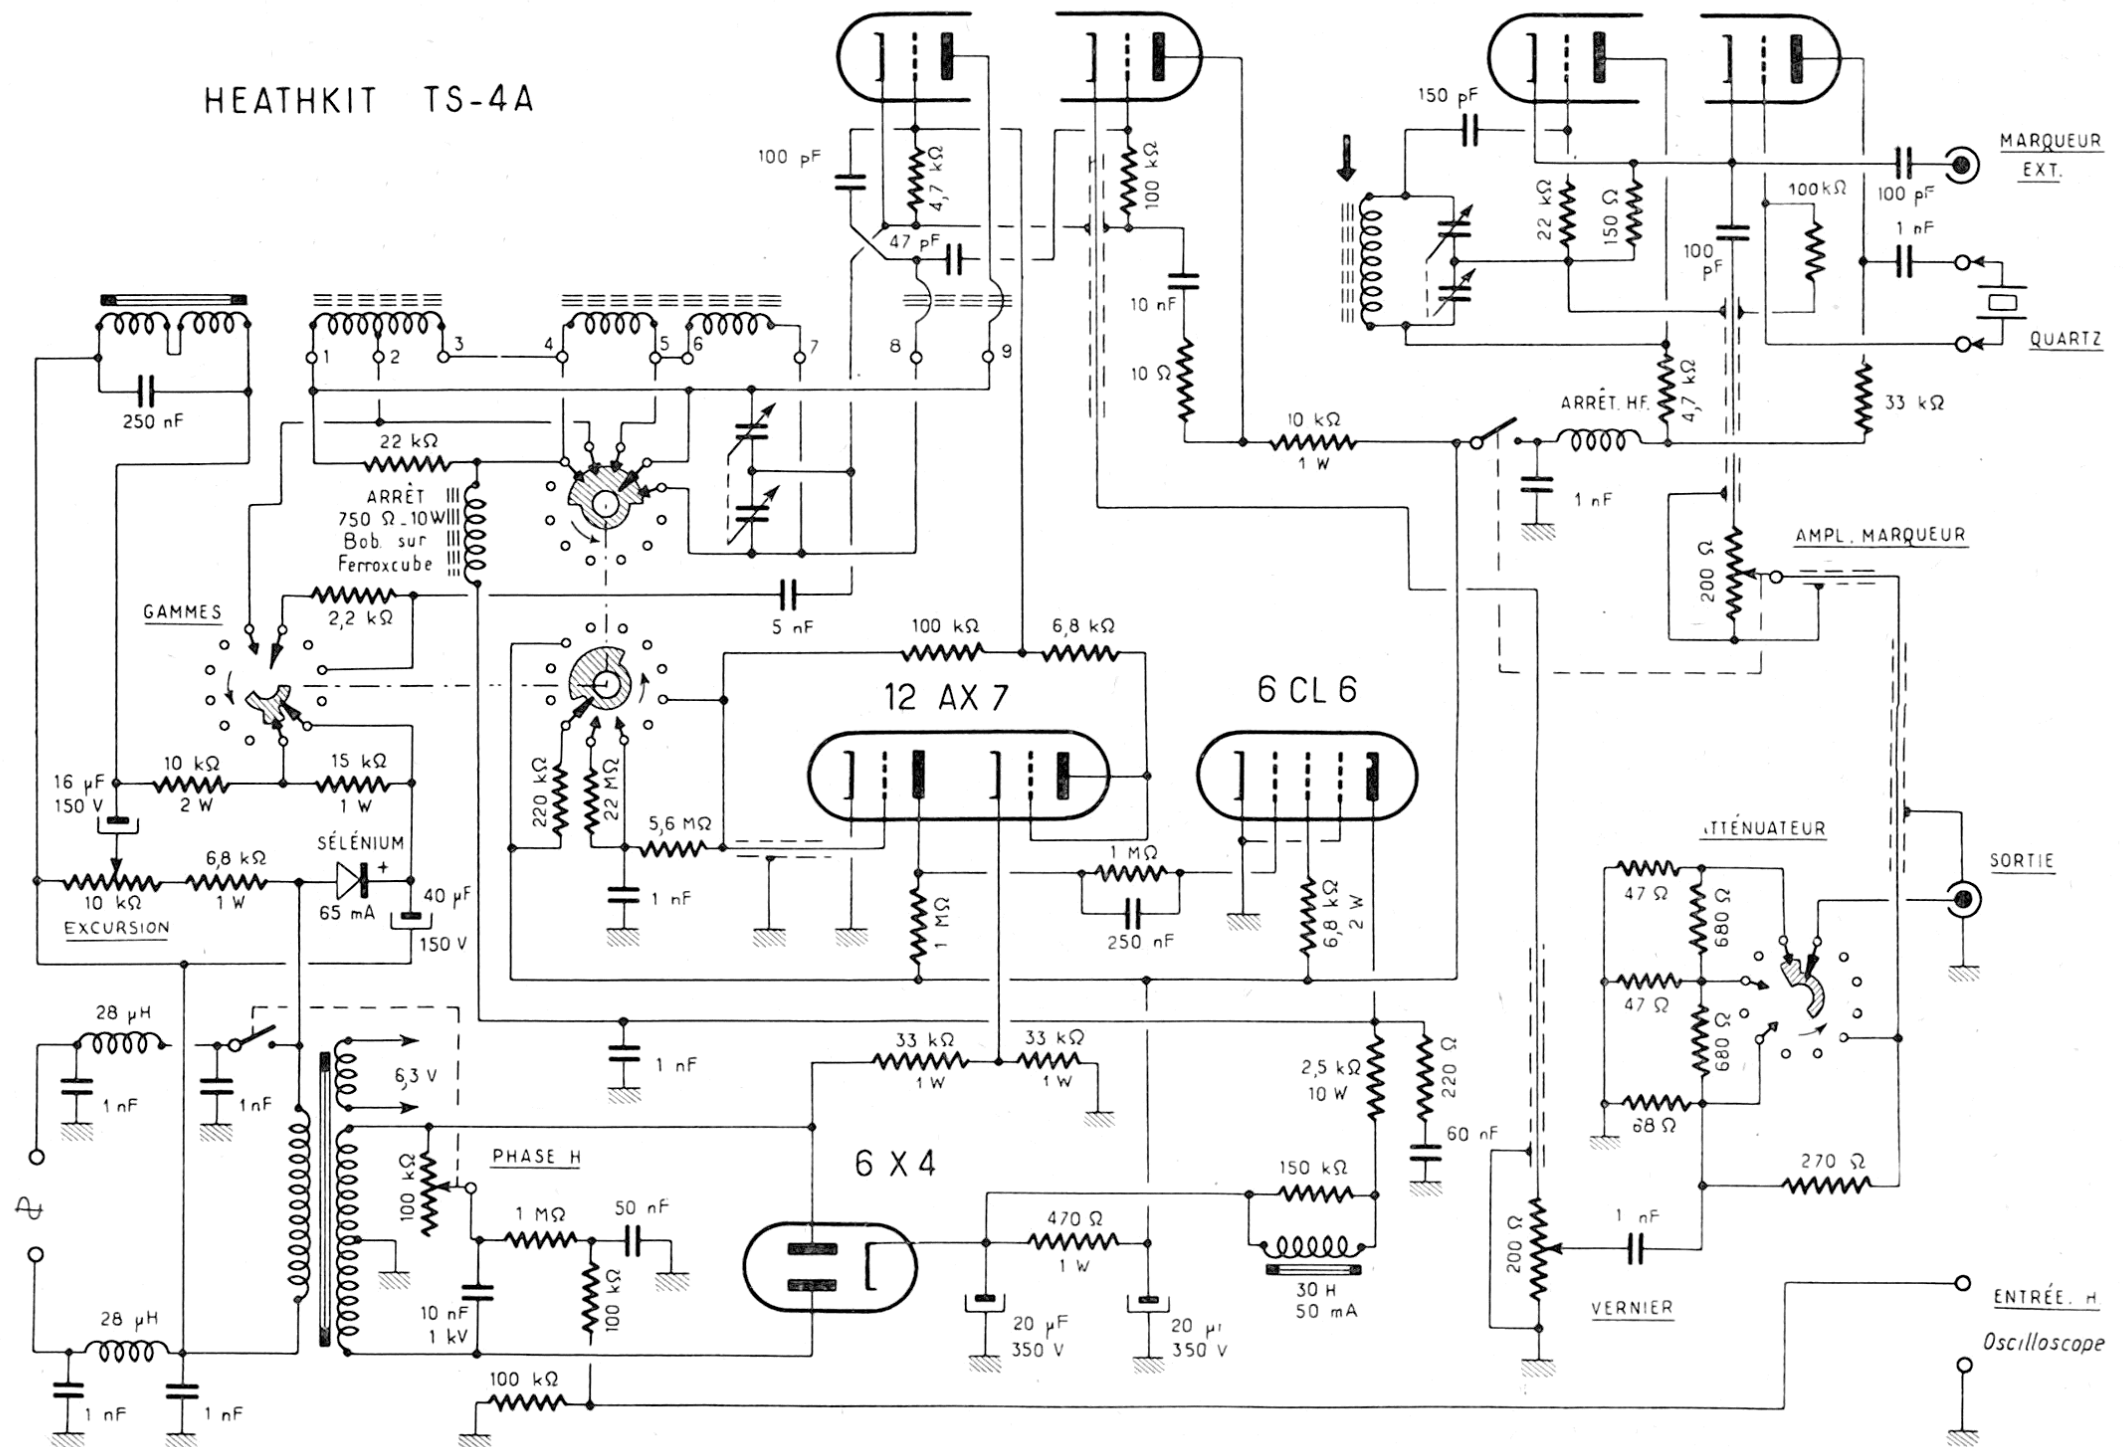 HEATHKIT TS-4A
100 pF
4,7 kΩ
47 pF
100 kΩ
10 nF
10 Ω
150 pF
22 kΩ
150 Ω
100 pF
100 kΩ
100 pF
1 nF
MARQUEUR
EXT.
QUARTZ
33 kΩ
4,7 kΩ
ARRÊT. HF.
10 kΩ
1 W
1 nF
200 Ω
AMPL. MARQUEUR
250 nF
1
2
3
4
5
6
7
8
9
22 kΩ
ARRÊT
750 Ω_10W
Bob. sur
Ferroxcube
GAMMES
2,2 kΩ
5 nF
100 kΩ
6,8 kΩ
12 AX 7
6 CL 6
10 kΩ
2 W
15 kΩ
1 W
16 µF
150 V
SÉLÉNIUM
+
65 mA
6,8 kΩ
1 W
10 kΩ
EXCURSION
40 µF
150 V
220 kΩ
22 MΩ
5,6 MΩ
1 nF
1 MΩ
1 MΩ
250 nF
6,8 kΩ
2 W
TTÉNUATEUR
47 Ω
680 Ω
47 Ω
680 Ω
68 Ω
270 Ω
SORTIE
28 µH
1 nF
1 nF
6,3 V
1 nF
33 kΩ
1 W
33 kΩ
1 W
2,5 kΩ
10 W
220 Ω
60 nF
PHASE H
100 kΩ
1 MΩ
50 nF
100 kΩ
10 nF
1 kV
6 X 4
470 Ω
1 W
150 kΩ
30 H
50 mA
20 µF
350 V
20 µ
350 V
200 Ω
1 nF
VERNIER
28 µH
1 nF
1 nF
100 kΩ
ENTRÉE. H.
Oscilloscope